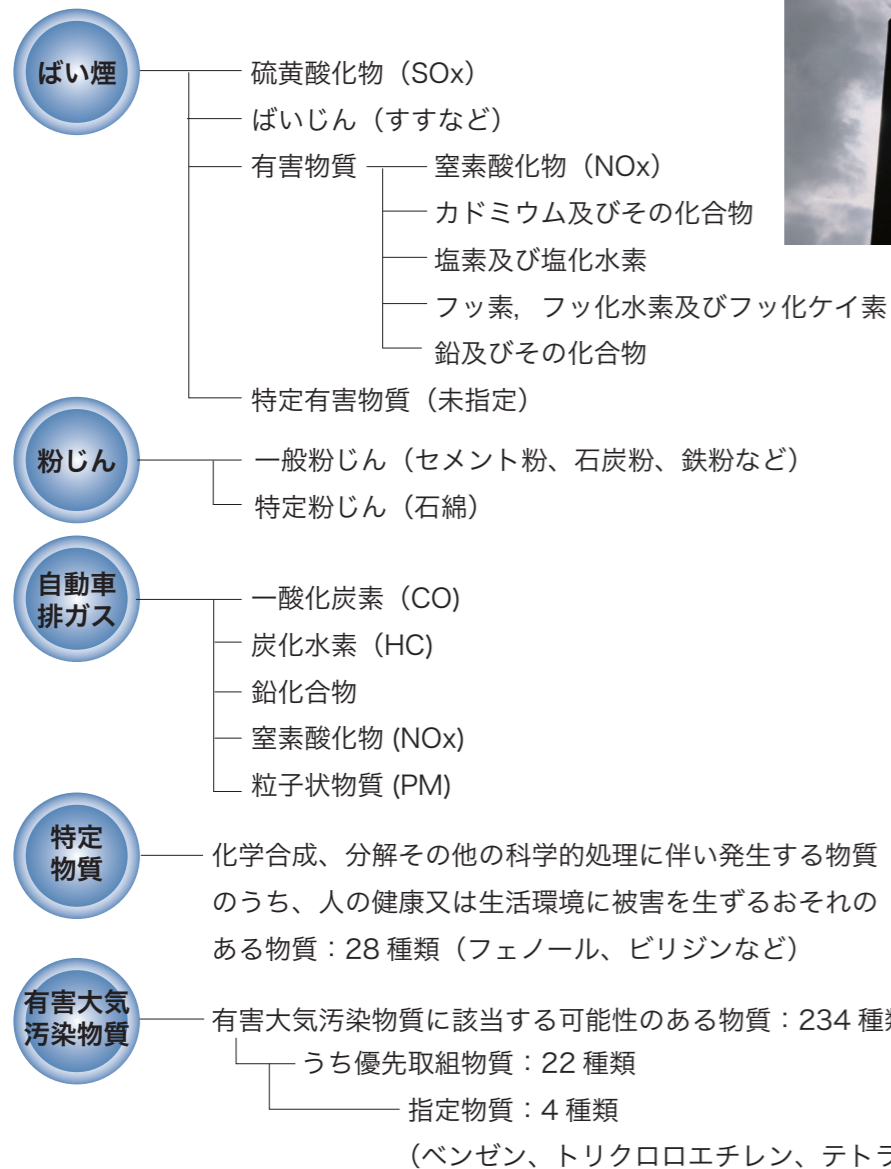 ばい煙
硫黄酸化物（SOx）
ばいじん（すすなど）
有害物質
窒素酸化物（NOx）
カドミウム及びその化合物
塩素及び塩化水素
フッ素，フッ化水素及びフッ化ケイ素
鉛及びその化合物
特定有害物質（未指定）
粉じん
一般粉じん（セメント粉、石炭粉、鉄粉など）
特定粉じん（石綿）
自動車
排ガス
一酸化炭素（CO)
炭化水素（HC)
鉛化合物
窒素酸化物 (NOx)
粒子状物質 (PM)
特定
物質
化学合成、分解その他の科学的処理に伴い発生する物質
のうち、人の健康又は生活環境に被害を生ずるおそれの
ある物質：28 種類（フェノール、ビリジンなど）
有害大気
汚染物質
有害大気汚染物質に該当する可能性のある物質：234 種
うち優先取組物質：22 種類
指定物質：4 種類
（ベンゼン、トリクロロエチレン、テトラ